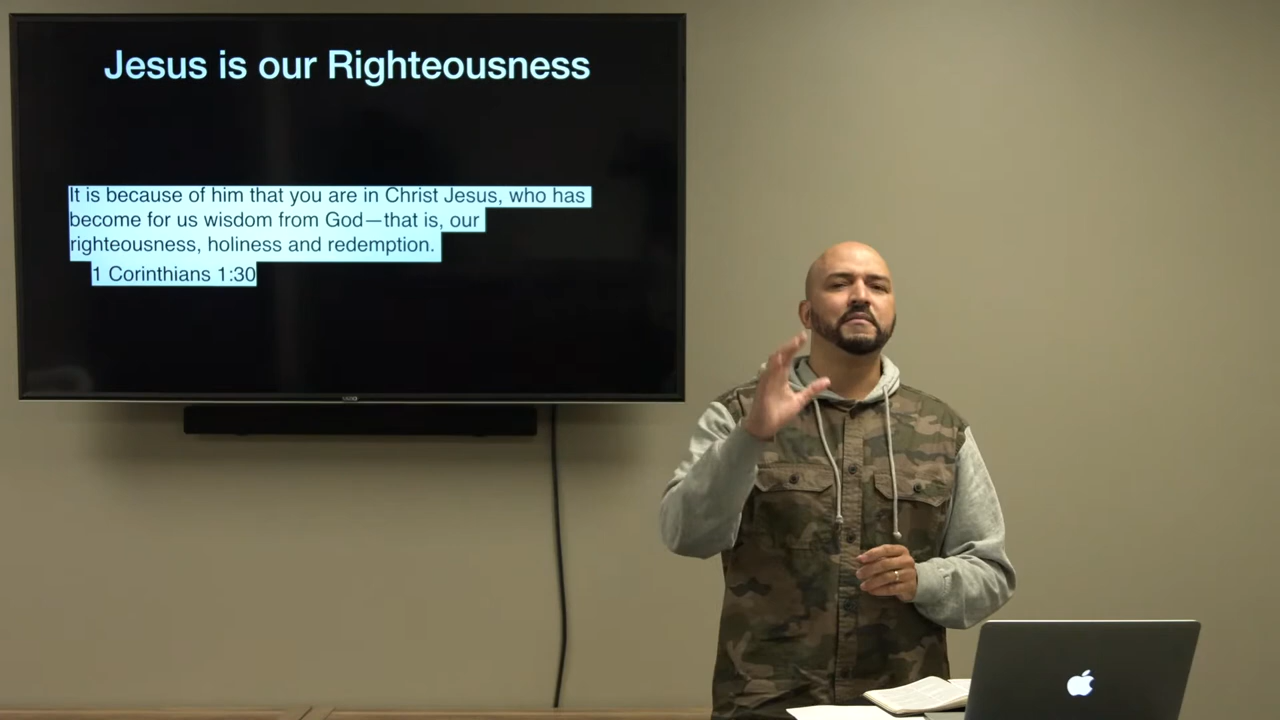 Jesus is our Righteousness
It is because of him that you are in Christ Jesus, who has
become for us wisdom from God—that is, our
righteousness, holiness and redemption.
1 Corinthians 1:30